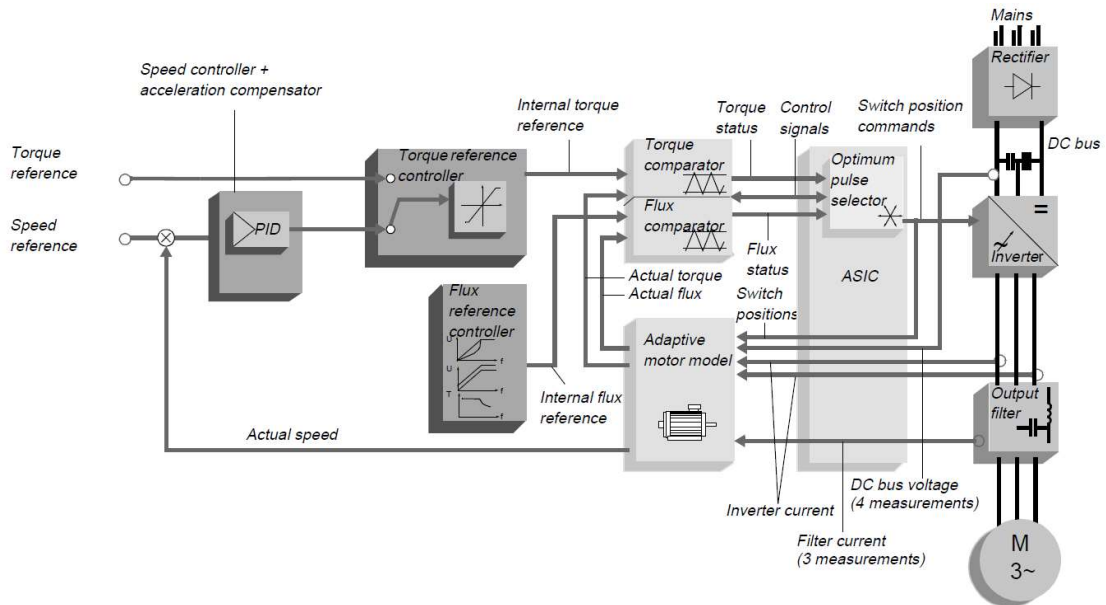 Mains
Rectifier
Speed controller +
acceleration compensator
Internal torque
reference
Torque
status
Control
signals
Switch position
commands
DC bus
Torque
reference
Torque reference
controller
Torque
comparator
Optimum
pulse
selector
Speed
reference
PID
Flux
comparator
=
~
Inverter
Flux
status
ASIC
Actual torque
Actual flux
Switch
positions
Flux
reference
controller
U
f
U
f
T
f
Adaptive
motor model
Internal flux
reference
Output
filter
Actual speed
DC bus voltage
(4 measurements)
Inverter current
Filter current
(3 measurements)
M
3~